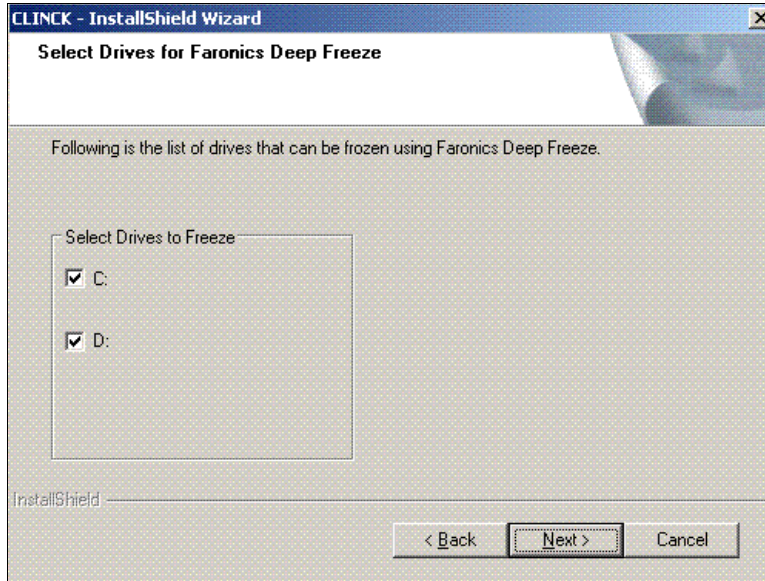 CLINCK - InstallShield Wizard
Select Drives for Faronics Deep Freeze
Following is the list of drives that can be frozen using Faronics Deep Freeze.
Select Drives to Freeze
C:
D:
InstallShield
< Back
Next >
Cancel